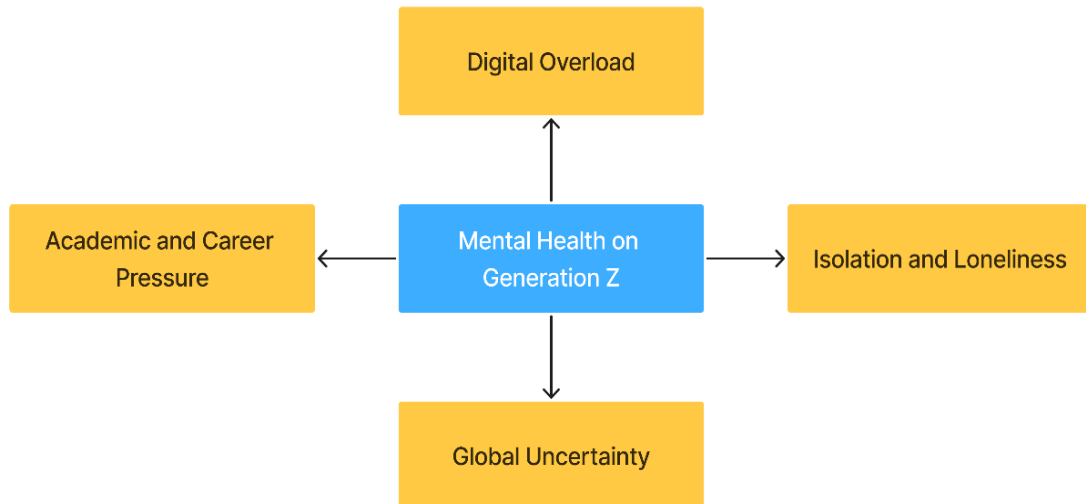 Digital Overload
Academic and Career
Pressure
Mental Health on
Generation Z
Isolation and Loneliness
Global Uncertainty